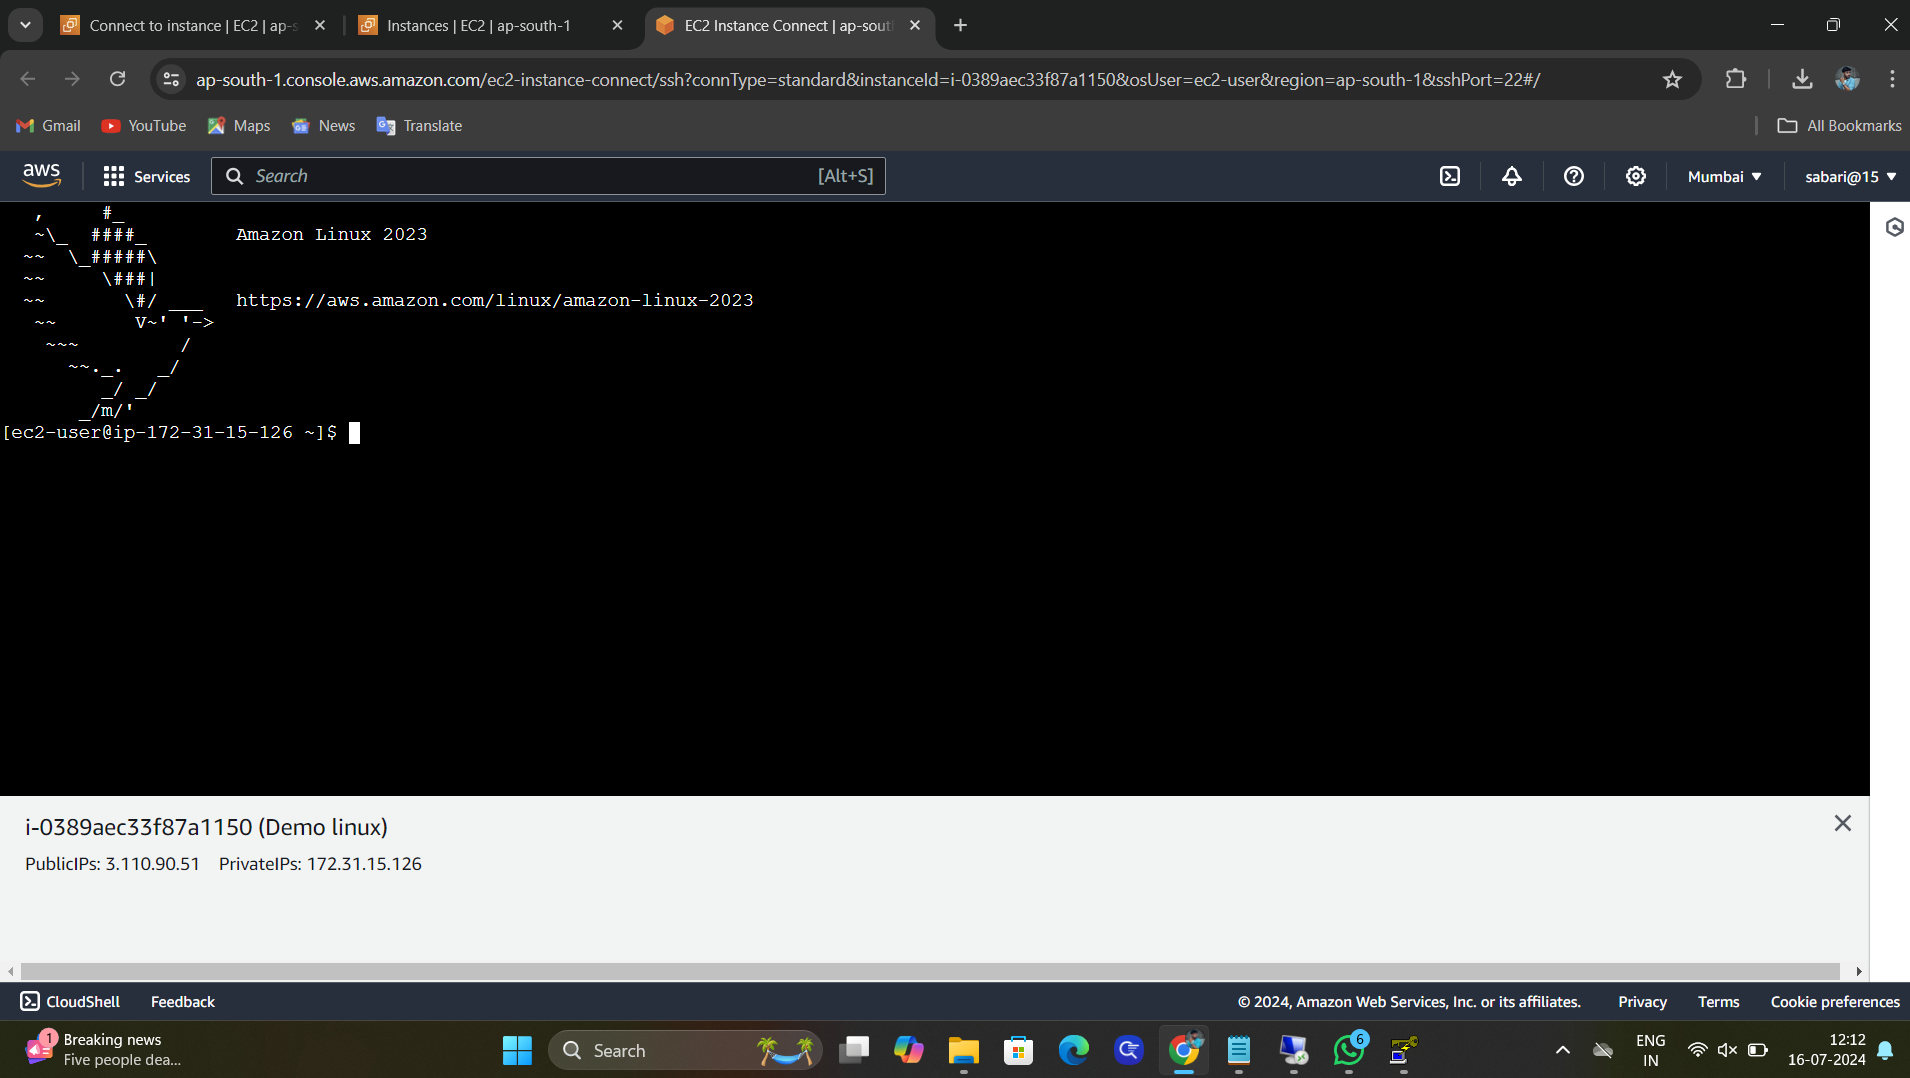 Connect to instance | EC2 | ap-s
Instances | EC2 | ap-south-1
EC2 Instance Connect | ap-sout
ap-south-1.console.aws.amazon.com/ec2-instance-connect/ssh?connType=standard&instanceId=i-0389aec33f87a1150&osUser=ec2-user&region=ap-south-1&sshPort=22#/
Gmail YouTube Maps News Translate All Bookmarks
aws Services Search [Alt+S] Mumbai sabari@15
   ,     #_
   ~\_  ####_        Amazon Linux 2023
  ~~  \_#####\
  ~~     \###|
  ~~       \#/ ___   https://aws.amazon.com/linux/amazon-linux-2023
   ~~       V~' '->
    ~~~         /
      ~~._.   _/
         _/ _/
       _/m/'
[ec2-user@ip-172-31-15-126 ~]$
i-0389aec33f87a1150 (Demo linux)
PublicIPs: 3.110.90.51 PrivateIPs: 172.31.15.126
CloudShell Feedback © 2024, Amazon Web Services, Inc. or its affiliates. Privacy Terms Cookie preferences
1
Breaking news
Five people dea...
Search
6
ENG
IN
12:12
16-07-2024